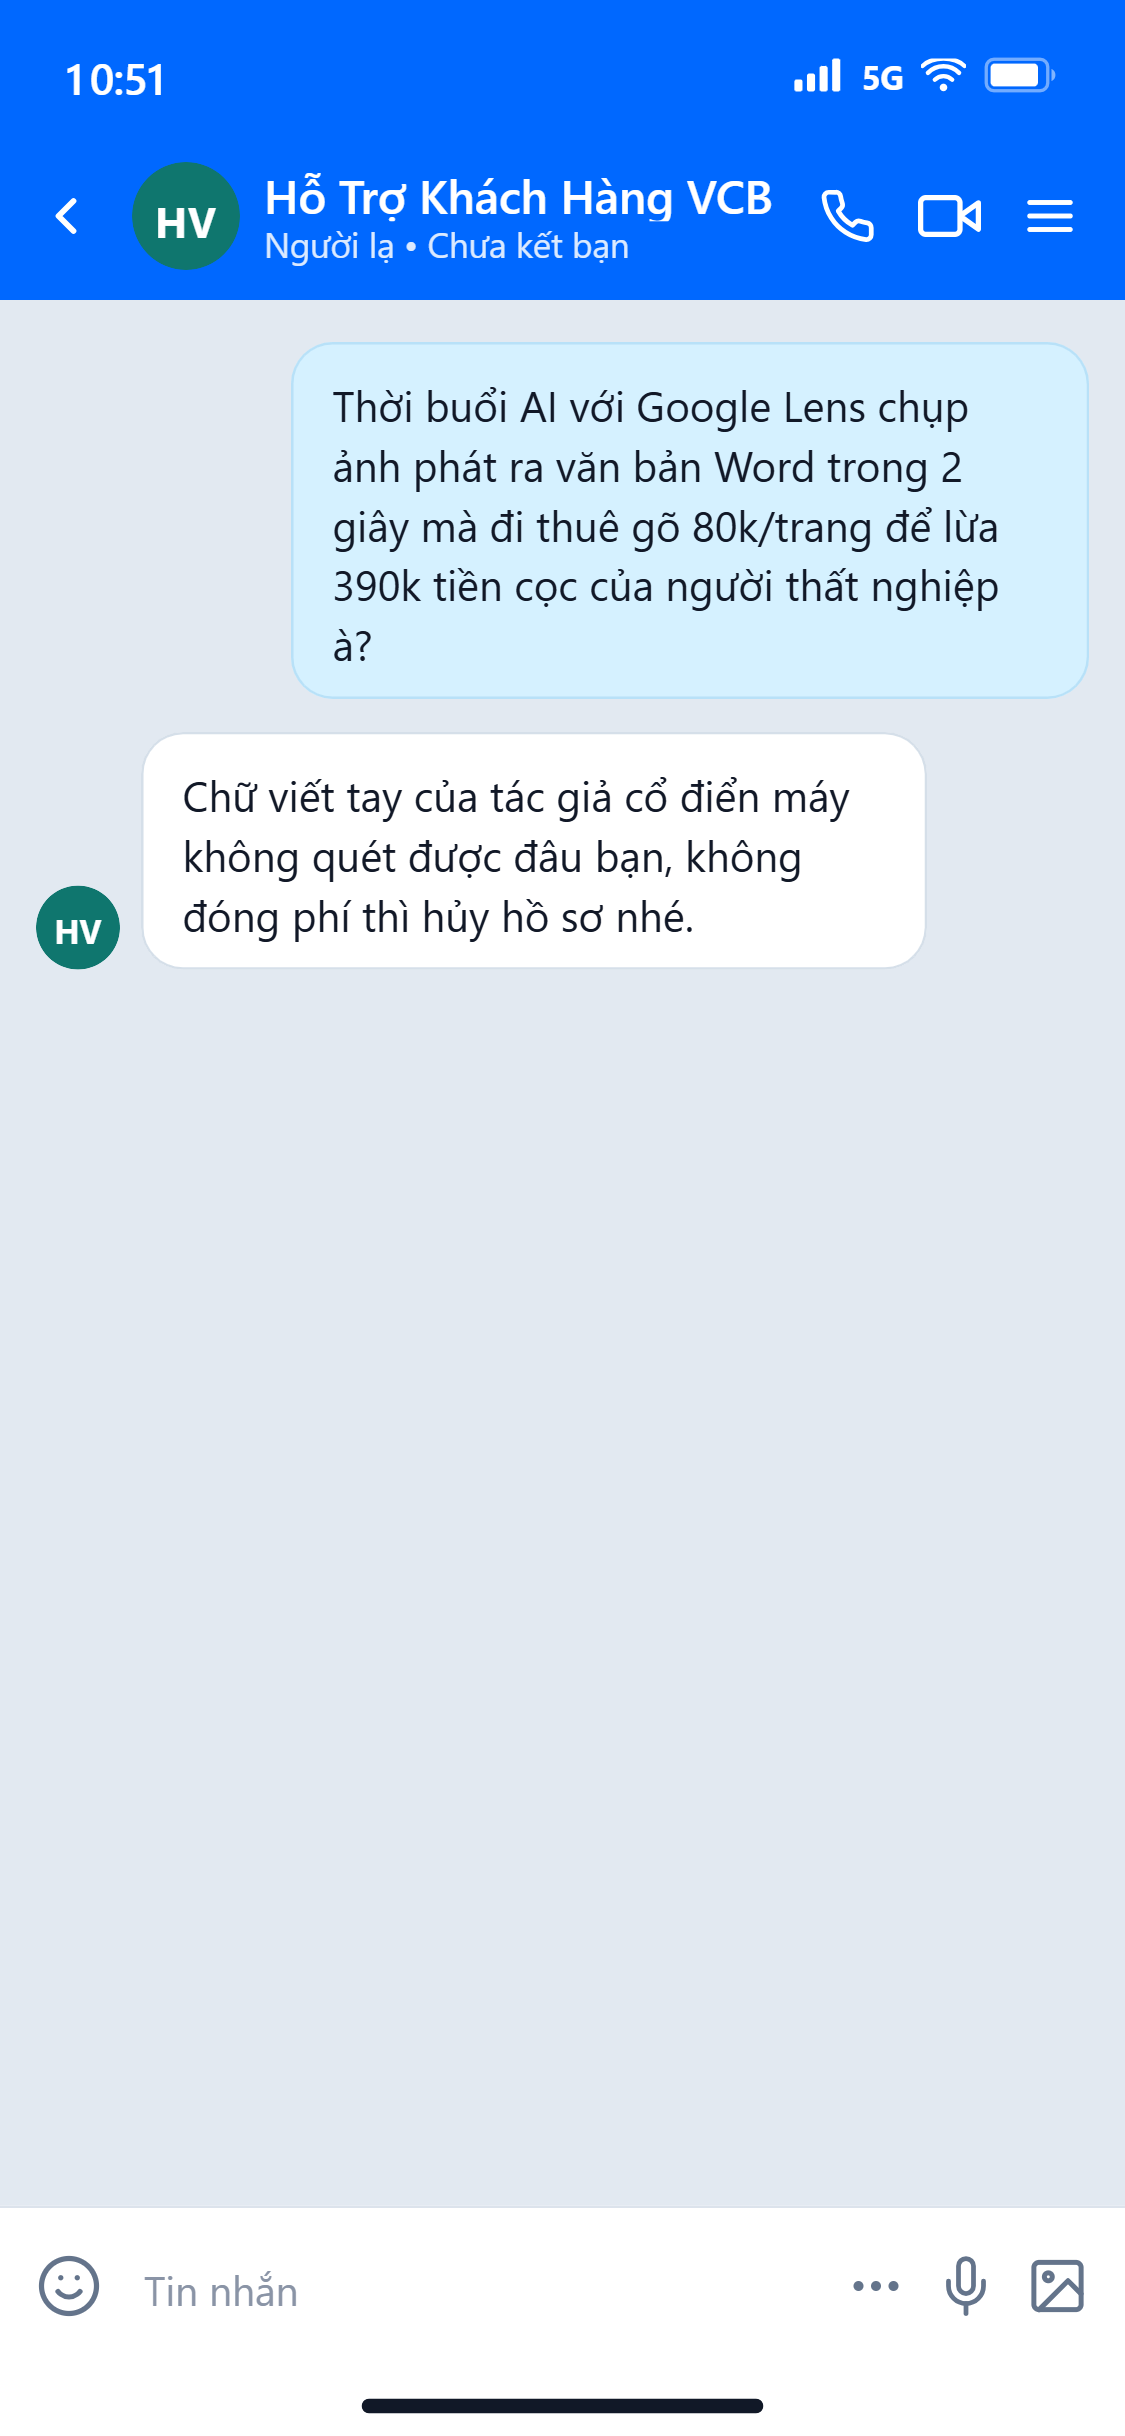 10:51
5G
HV
Hỗ Trợ Khách Hàng VCB
Người lạ • Chưa kết bạn
Thời buổi AI với Google Lens chụp
ảnh phát ra văn bản Word trong 2
giây mà đi thuê gõ 80k/trang để lừa
390k tiền cọc của người thất nghiệp
à?
Chữ viết tay của tác giả cổ điển máy
không quét được đâu bạn, không
đóng phí thì hủy hồ sơ nhé.
HV
Tin nhắn